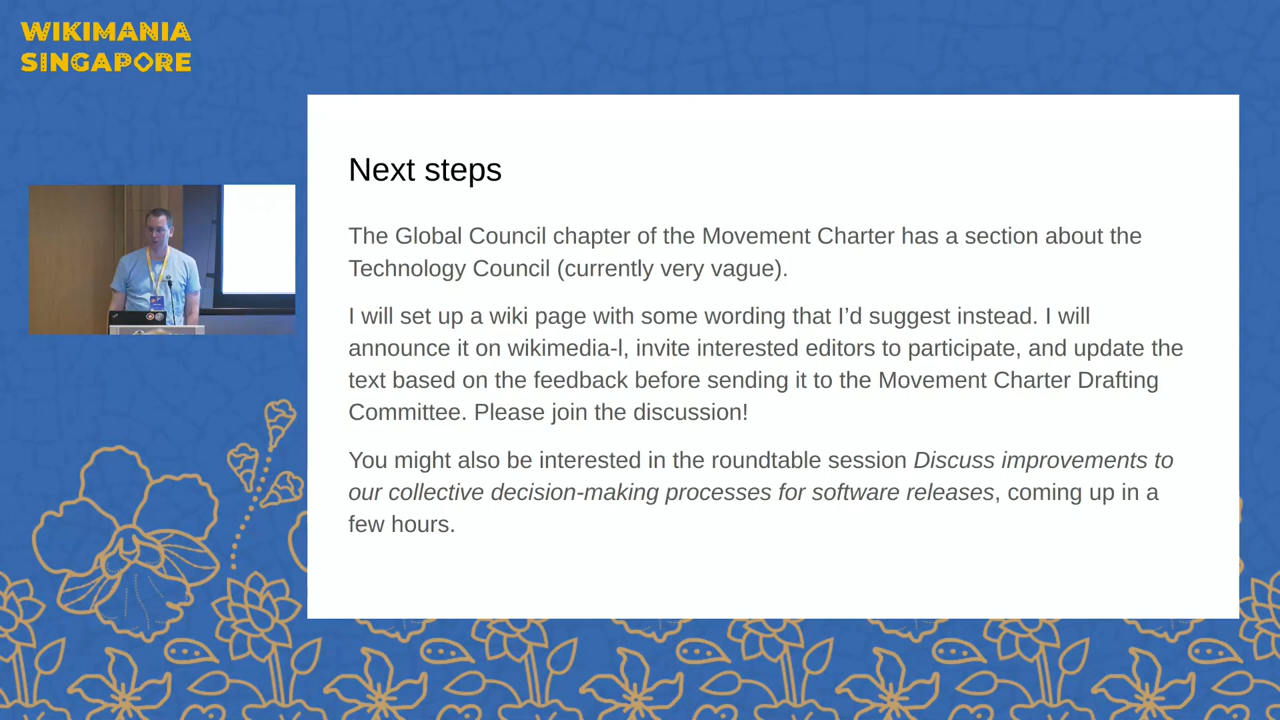 WIKIMANIA
SINGAPORE
Next steps
The Global Council chapter of the Movement Charter has a section about the
Technology Council (currently very vague).
I will set up a wiki page with some wording that I’d suggest instead. I will
announce it on wikimedia-l, invite interested editors to participate, and update the
text based on the feedback before sending it to the Movement Charter Drafting
Committee. Please join the discussion!
You might also be interested in the roundtable session Discuss improvements to
our collective decision-making processes for software releases, coming up in a
few hours.